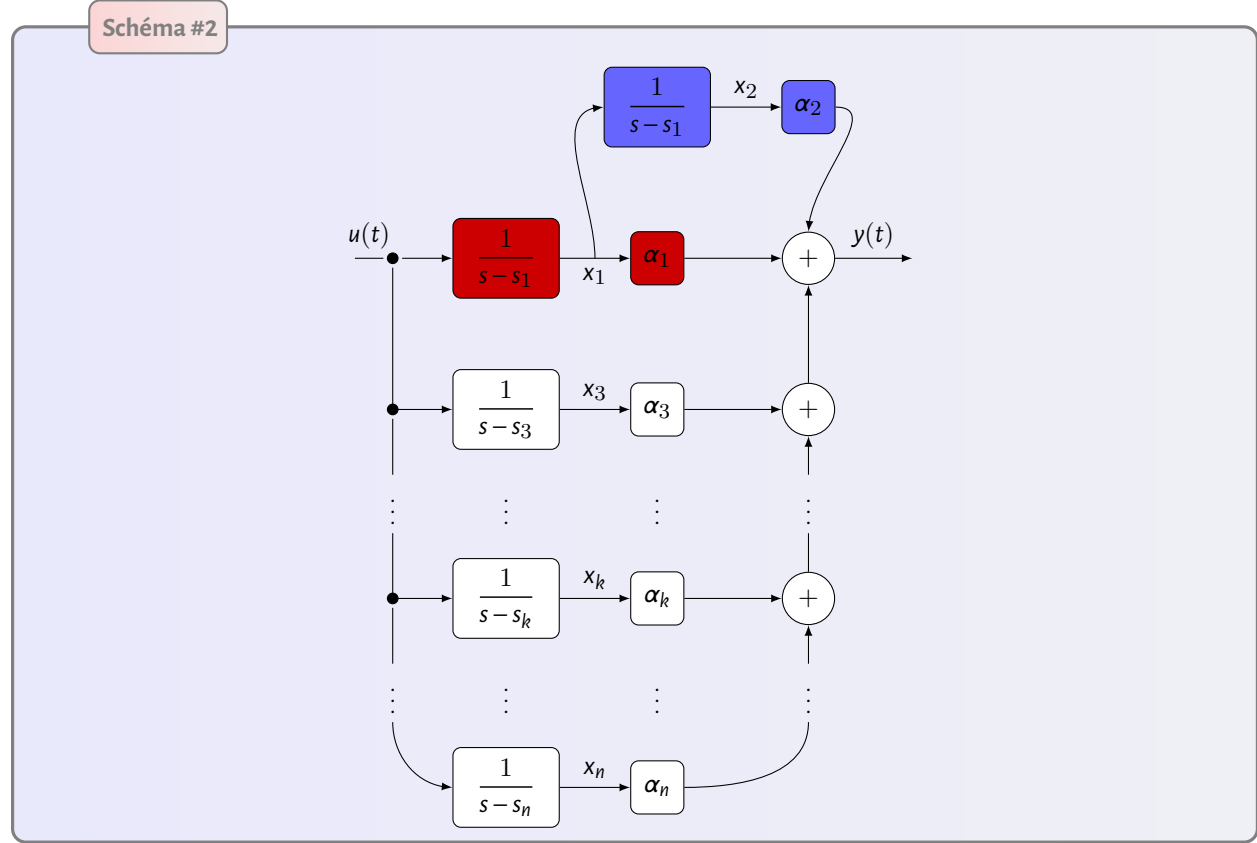 Schéma #2
1
s−s₁
x₂
α₂
u(t)
1
s−s₁
x₁
α₁
+
y(t)
1
s−s₃
x₃
α₃
+
⋮ ⋮ ⋮ ⋮
1
s−sₖ
xₖ
αₖ
+
⋮ ⋮ ⋮ ⋮
1
s−sₙ
xₙ
αₙ